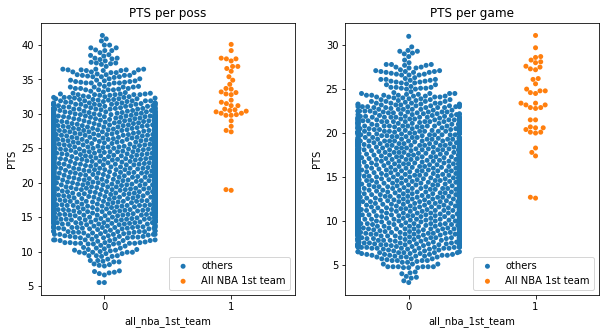 PTS per poss
PTS
40
35
30
25
20
15
10
5
0
1
all_nba_1st_team
others
All NBA 1st team
PTS per game
PTS
30
25
20
15
10
5
0
1
all_nba_1st_team
others
All NBA 1st team